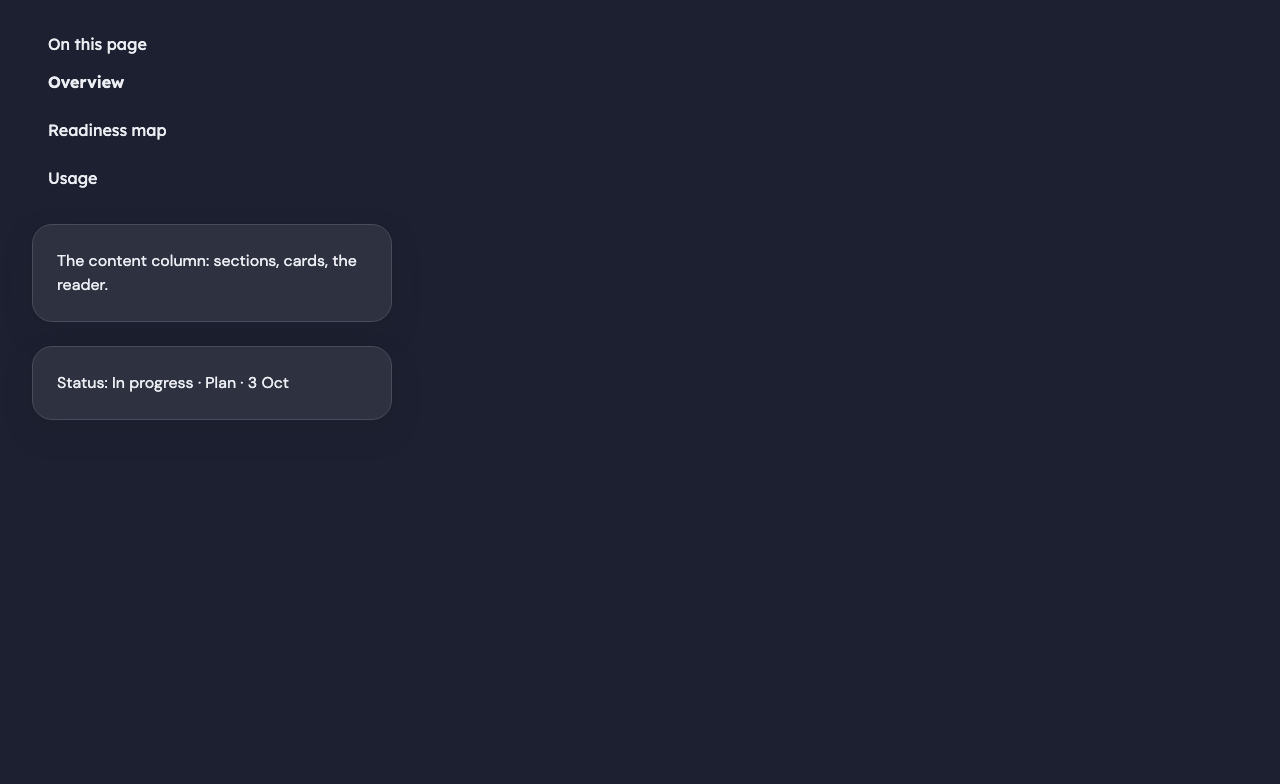 On this page
Overview
Readiness map
Usage
The content column: sections, cards, the
reader.
Status: In progress · Plan · 3 Oct